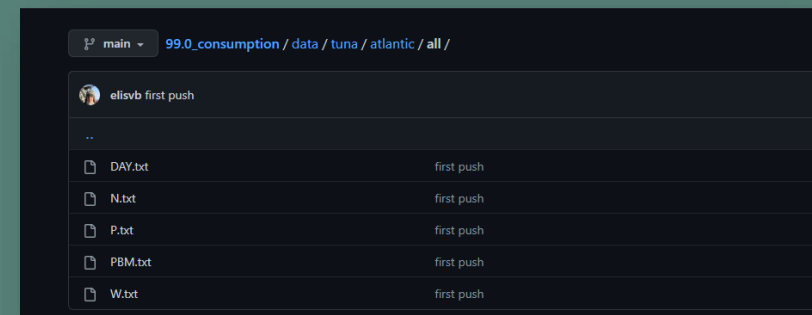 main 99.0_consumption / data / tuna / atlantic / all /
elisvb first push
..
DAY.txt first push
N.txt first push
P.txt first push
PBM.txt first push
W.txt first push